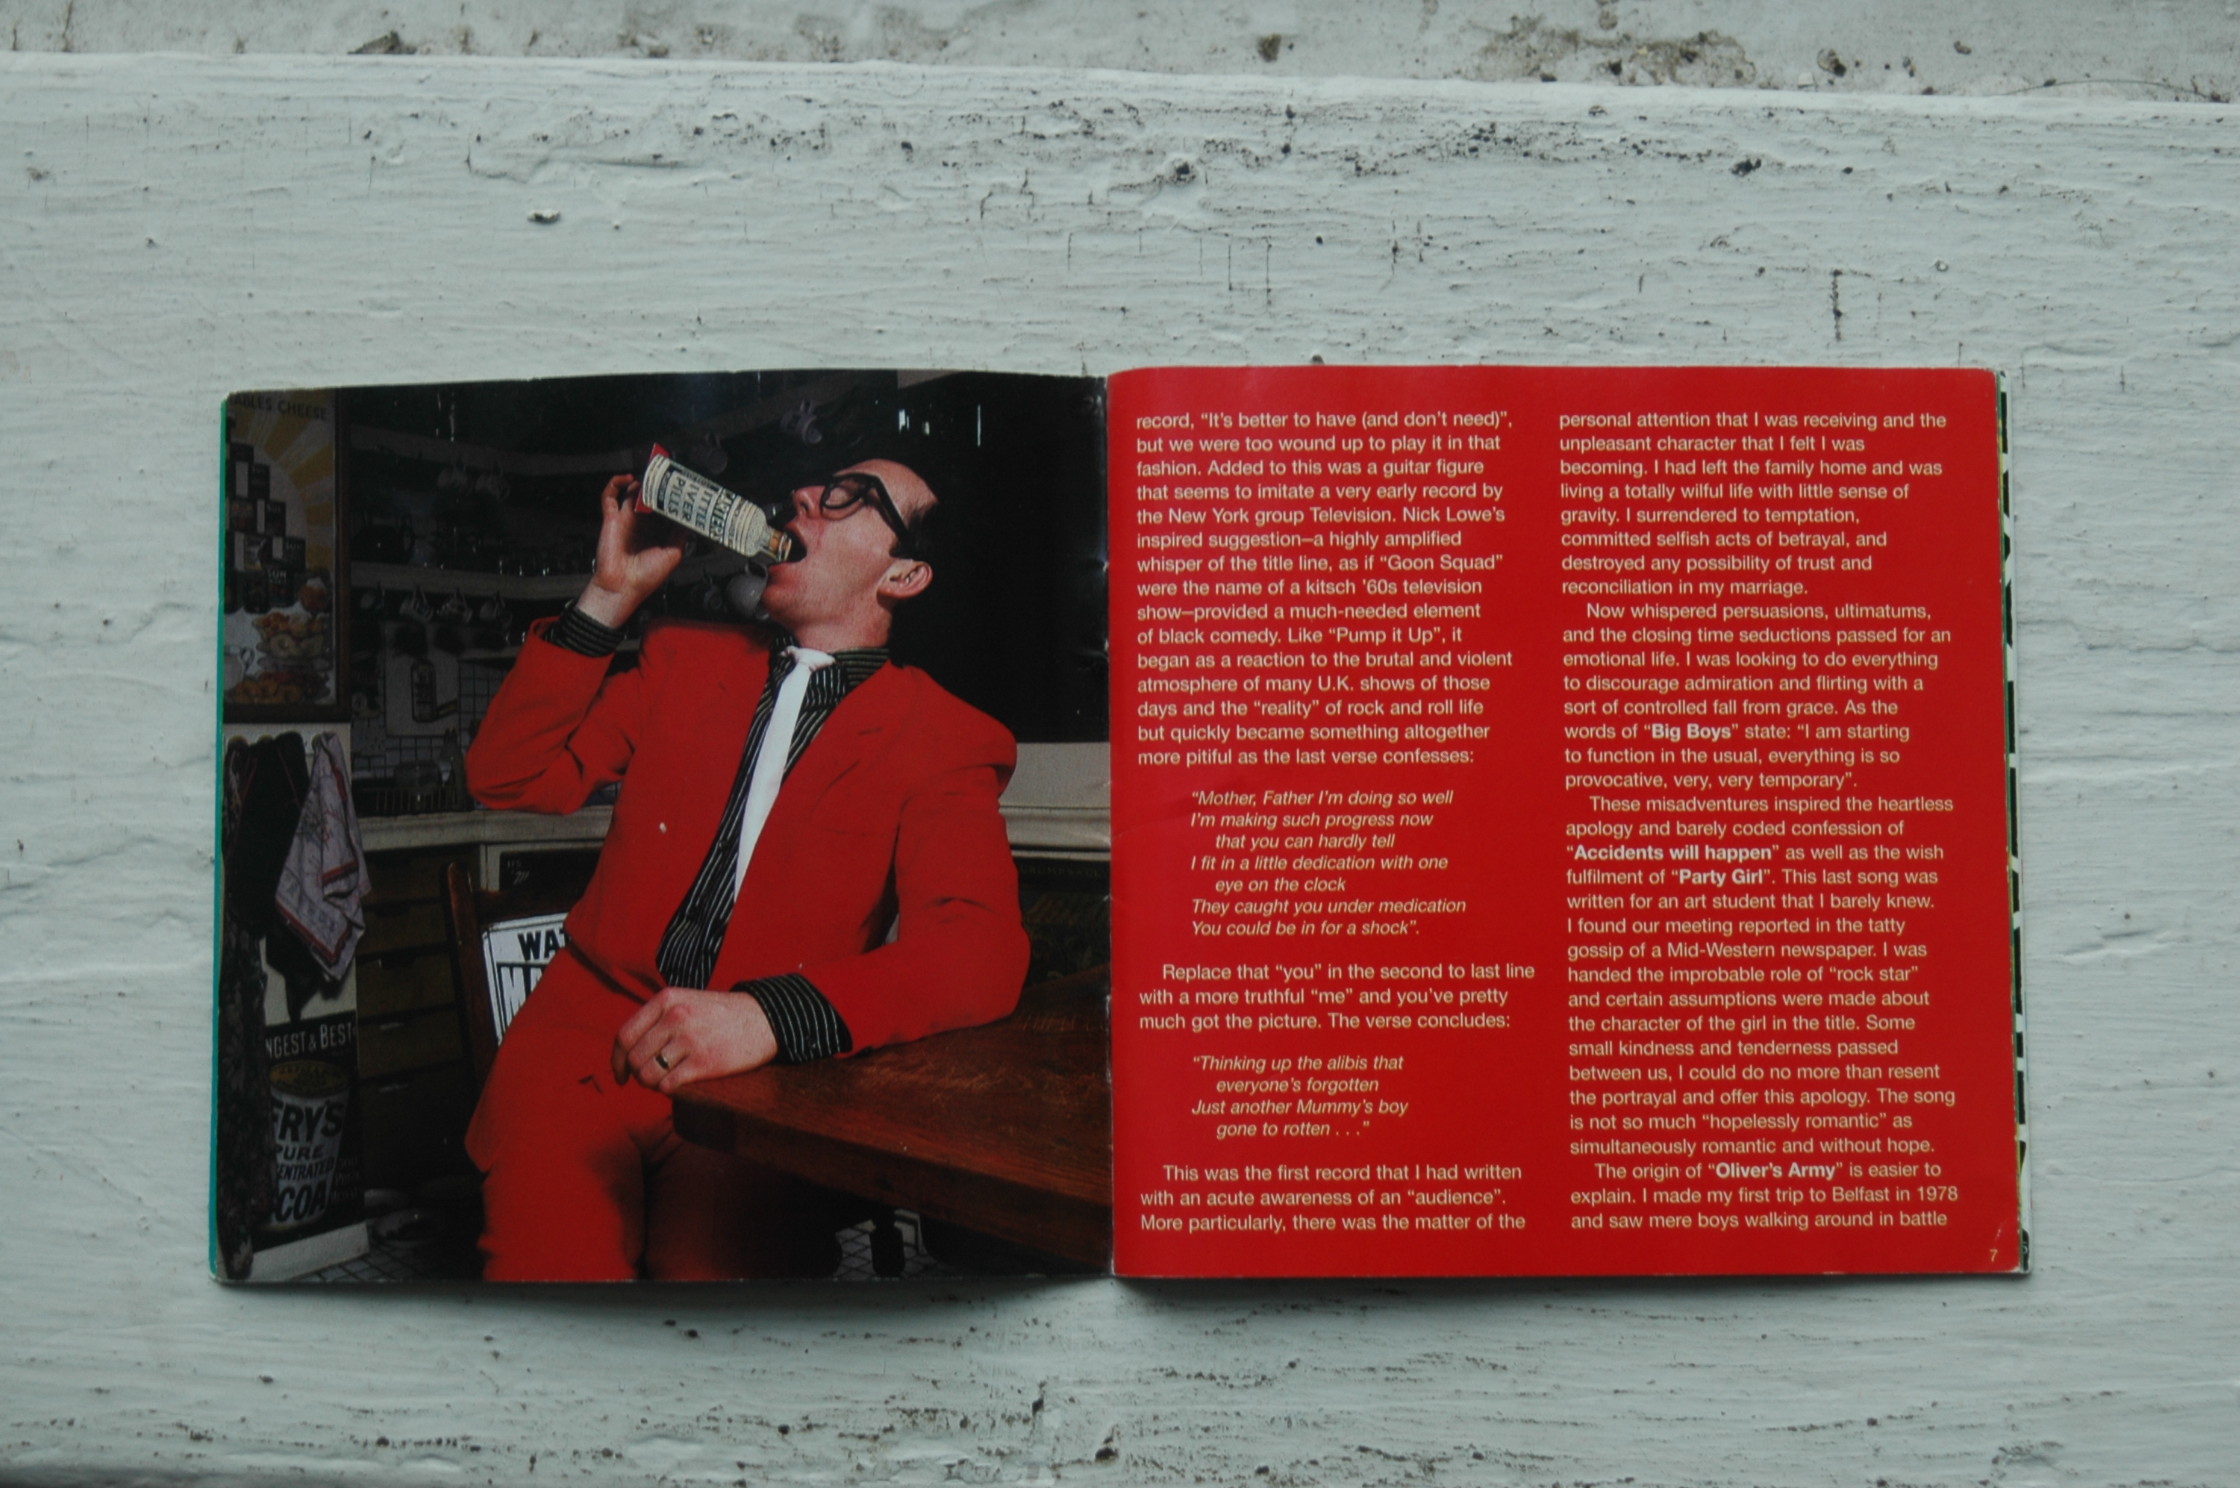 ABLES, CHEESE
CARTERS
LITTLE
LIVER
PILLS
WAT
NGEST & BEST
FRY'S
PURE
ENTRATED
COA
record, “It’s better to have (and don’t need)”,
but we were too wound up to play it in that
fashion. Added to this was a guitar figure
that seems to imitate a very early record by
the New York group Television. Nick Lowe’s
inspired suggestion—a highly amplified
whisper of the title line, as if “Goon Squad”
were the name of a kitsch ’60s television
show—provided a much-needed element
of black comedy. Like “Pump it Up”, it
began as a reaction to the brutal and violent
atmosphere of many U.K. shows of those
days and the “reality” of rock and roll life
but quickly became something altogether
more pitiful as the last verse confesses:
“Mother, Father I’m doing so well
I’m making such progress now
that you can hardly tell
I fit in a little dedication with one
eye on the clock
They caught you under medication
You could be in for a shock”.
Replace that “you” in the second to last line
with a more truthful “me” and you’ve pretty
much got the picture. The verse concludes:
“Thinking up the alibis that
everyone’s forgotten
Just another Mummy’s boy
gone to rotten . . .”
This was the first record that I had written
with an acute awareness of an “audience”.
More particularly, there was the matter of the
personal attention that I was receiving and the
unpleasant character that I felt I was
becoming. I had left the family home and was
living a totally wilful life with little sense of
gravity. I surrendered to temptation,
committed selfish acts of betrayal, and
destroyed any possibility of trust and
reconciliation in my marriage.
Now whispered persuasions, ultimatums,
and the closing time seductions passed for an
emotional life. I was looking to do everything
to discourage admiration and flirting with a
sort of controlled fall from grace. As the
words of “Big Boys” state: “I am starting
to function in the usual, everything is so
provocative, very, very temporary”.
These misadventures inspired the heartless
apology and barely coded confession of
“Accidents will happen” as well as the wish
fulfilment of “Party Girl”. This last song was
written for an art student that I barely knew.
I found our meeting reported in the tatty
gossip of a Mid-Western newspaper. I was
handed the improbable role of “rock star”
and certain assumptions were made about
the character of the girl in the title. Some
small kindness and tenderness passed
between us, I could do no more than resent
the portrayal and offer this apology. The song
is not so much “hopelessly romantic” as
simultaneously romantic and without hope.
The origin of “Oliver’s Army” is easier to
explain. I made my first trip to Belfast in 1978
and saw mere boys walking around in battle
7